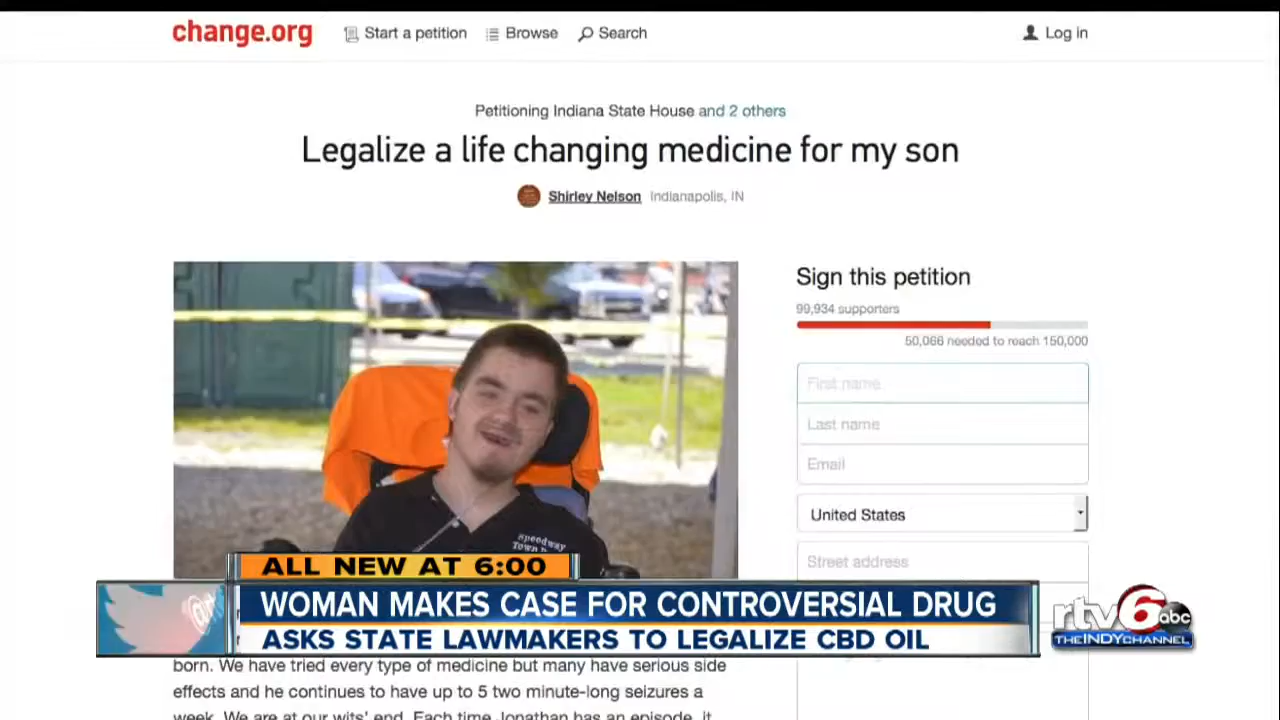 change.org Start a petition Browse Search Log in
Petitioning Indiana State House and 2 others
Legalize a life changing medicine for my son
Shirley Nelson Indianapolis, IN
Sign this petition
99,934 supporters
50,066 needed to reach 150,000
First name
Last name
Email
United States
Street address
Speedway
Town
ALL NEW AT 6:00
WOMAN MAKES CASE FOR CONTROVERSIAL DRUG
ASKS STATE LAWMAKERS TO LEGALIZE CBD OIL
rtv6 abc
THEINDYCHANNEL
born. We have tried every type of medicine but many have serious side
effects and he continues to have up to 5 two minute-long seizures a
week. We are at our wits' end. Each time Jonathan has an episode, it